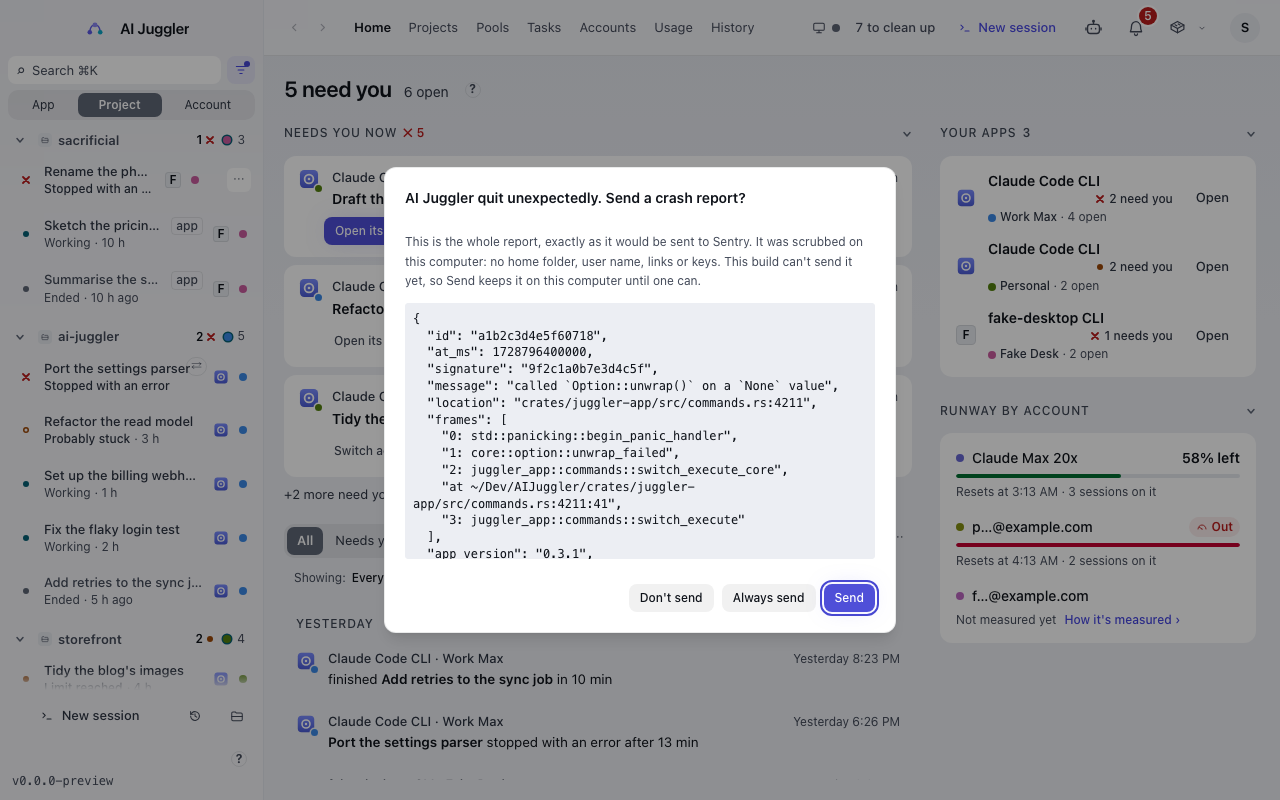 AI Juggler
Search ⌘K
App
Project
Account
sacrificial
1
3
Rename the ph...
Stopped with an ...
F
Sketch the pricin...
app
Working · 10 h
F
Summarise the s...
app
Ended · 10 h ago
F
ai-juggler
2
5
Port the settings parser
Stopped with an error
Refactor the read model
Probably stuck · 3 h
Set up the billing webh...
Working · 1 h
Fix the flaky login test
Working · 2 h
Add retries to the sync j...
Ended · 5 h ago
storefront
2
4
Tidy the blog's images
New session
?
v0.0.0-preview
Home
Projects
Pools
Tasks
Accounts
Usage
History
7 to clean up
New session
5
S
5 need you
6 open
?
NEEDS YOU NOW
5
Claude C
Draft th
Open its
Claude C
Refacto
Open its
Claude C
Tidy the
Switch a
+2 more need yo
All
Needs y
Showing: Every
YESTERDAY
Claude Code CLI · Work Max
Yesterday 8:23 PM
finished Add retries to the sync job in 10 min
Claude Code CLI · Work Max
Yesterday 6:26 PM
Port the settings parser stopped with an error after 13 min
AI Juggler quit unexpectedly. Send a crash report?
This is the whole report, exactly as it would be sent to Sentry. It was scrubbed on
this computer: no home folder, user name, links or keys. This build can't send it
yet, so Send keeps it on this computer until one can.
{
"id": "a1b2c3d4e5f60718",
"at_ms": 1728796400000,
"signature": "9f2c1a0b7e3d4c5f",
"message": "called `Option::unwrap()` on a `None` value",
"location": "crates/juggler-app/src/commands.rs:4211",
"frames": [
"0: std::panicking::begin_panic_handler",
"1: core::option::unwrap_failed",
"2: juggler_app::commands::switch_execute_core",
"at ~/Dev/AIJuggler/crates/juggler-
app/src/commands.rs:4211:41",
"3: juggler_app::commands::switch_execute"
],
"app_version": "0.3.1",
Don't send
Always send
Send
YOUR APPS 3
Claude Code CLI
2 need you
Open
Work Max · 4 open
Claude Code CLI
2 need you
Open
Personal · 2 open
F
fake-desktop CLI
1 needs you
Open
Fake Desk · 2 open
RUNWAY BY ACCOUNT
Claude Max 20x
58% left
Resets at 3:13 AM · 3 sessions on it
p...@example.com
Out
Resets at 4:13 AM · 2 sessions on it
f...@example.com
Not measured yet How it's measured ›